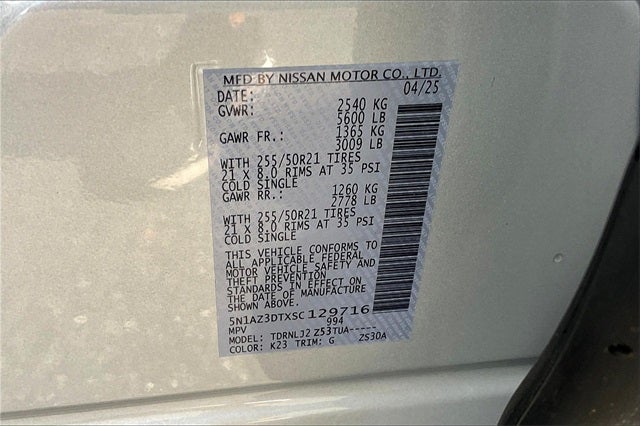 MFD BY NISSAN MOTOR CO., LTD.
DATE: 04/25
GVWR: 2540 KG
5600 LB
GAWR FR.: 1365 KG
3009 LB
WITH 255/50R21 TIRES
21 X 8.0 RIMS AT 35 PSI
COLD SINGLE
GAWR RR.: 1260 KG
2778 LB
WITH 255/50R21 TIRES
21 X 8.0 RIMS AT 35 PSI
COLD SINGLE
THIS VEHICLE CONFORMS TO
ALL APPLICABLE FEDERAL
MOTOR VEHICLE SAFETY AND
THEFT PREVENTION
STANDARDS IN EFFECT ON
THE DATE OF MANUFACTURE
SHOWN ABOVE.
5N1AZ3DTXSC129716
MPV 994
MODEL: TDRNLJ2Z53TUA-----
COLOR: K23 TRIM: G ZS30A